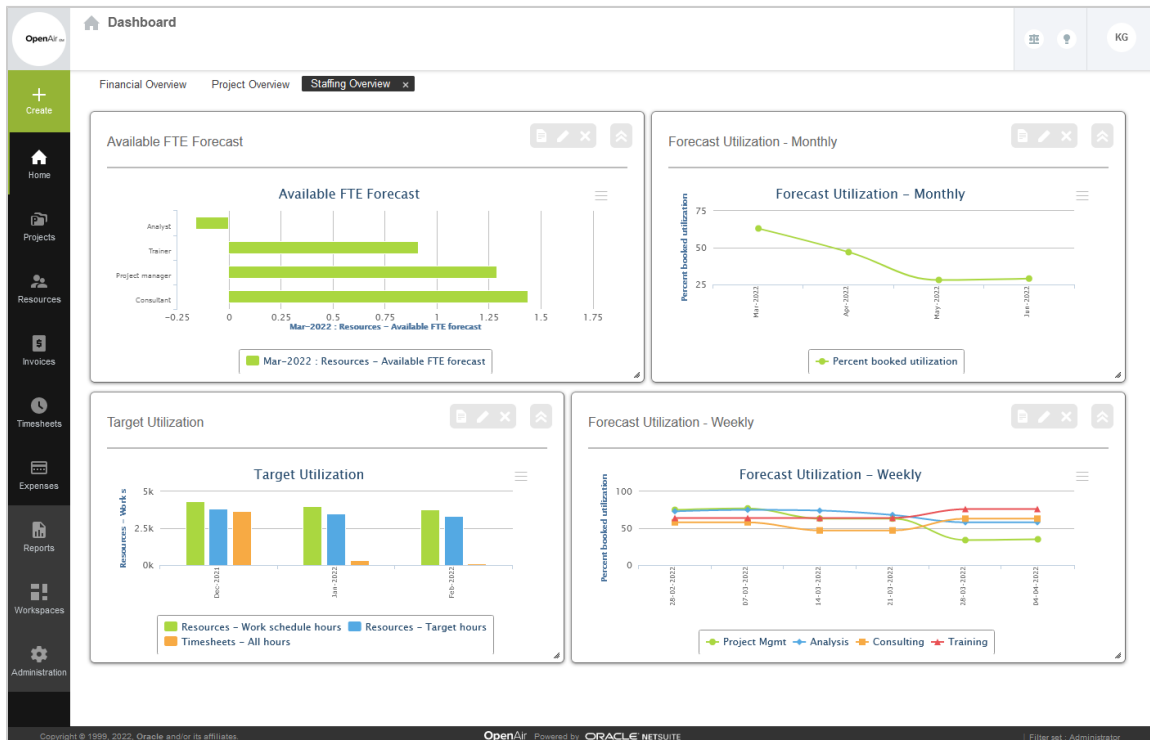 OpenAir
Dashboard
KG
Financial Overview Project Overview Staffing Overview ×
Create
Home
Projects
Resources
Invoices
Timesheets
Expenses
Reports
Workspaces
Administration
Available FTE Forecast
Available FTE Forecast
Analyst
Trainer
Project manager
Consultant
-0.25 0 0.25 0.5 0.75 1 1.25 1.5 1.75
Mar-2022 : Resources - Available FTE forecast
Mar-2022 : Resources - Available FTE forecast
Forecast Utilization - Monthly
Forecast Utilization - Monthly
Percent booked utilization
75
50
25
Mar-2022 Apr-2022 May-2022 Jun-2022
Percent booked utilization
Target Utilization
Target Utilization
Resources - Work s
5k
2.5k
0k
Dec-2021 Jan-2022 Feb-2022
Resources - Work schedule hours Resources - Target hours
Timesheets - All hours
Forecast Utilization - Weekly
Forecast Utilization - Weekly
Percent booked utilization
100
50
0
28-02-2022 07-03-2022 14-03-2022 21-03-2022 28-03-2022 04-04-2022
Project Mgmt Analysis Consulting Training
Copyright © 1999, 2022, Oracle and/or its affiliates. OpenAir Powered by ORACLE NETSUITE | Filter set : Administrator